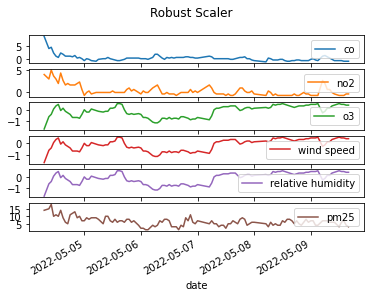 Robust Scaler
5
0
co
5
0
no2
0
−1
o3
0
−1
wind speed
0
−1
relative humidity
15
10
5
pm25
2022-05-05
2022-05-06
2022-05-07
2022-05-08
2022-05-09
date